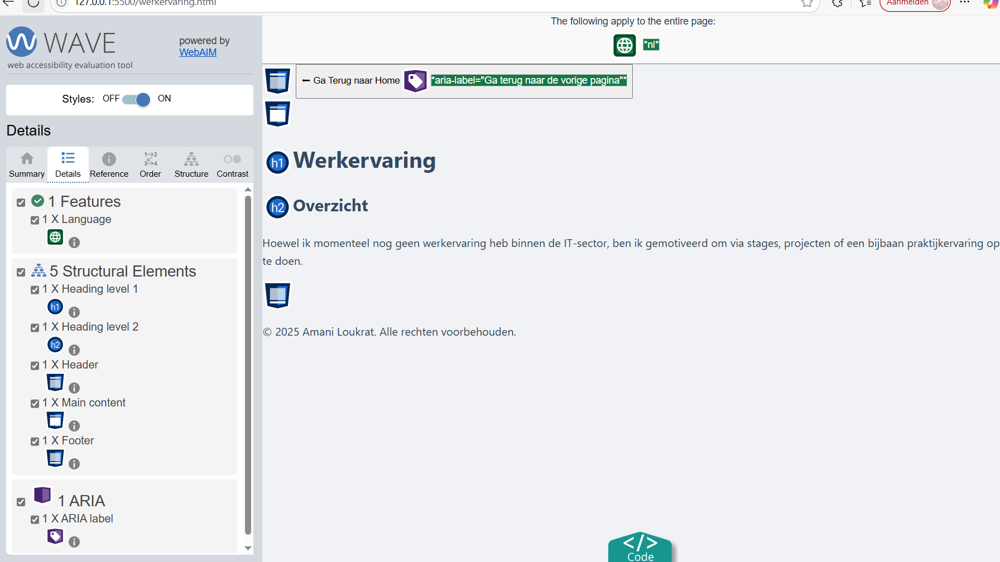 127.0.0.1:5500/werkervaring.html
Aanmelden
WAVE
powered by
WebAIM
web accessibility evaluation tool
Styles: OFF ON
Details
Summary Details Reference Order Structure Contrast
1 Features
1 X Language
5 Structural Elements
1 X Heading level 1
h1
1 X Heading level 2
h2
1 X Header
1 X Main content
1 X Footer
1 ARIA
1 X ARIA label
The following apply to the entire page:
*nl*
← Ga Terug naar Home *aria-label="Ga terug naar de vorige pagina"*
h1 Werkervaring
h2 Overzicht
Hoewel ik momenteel nog geen werkervaring heb binnen de IT-sector, ben ik gemotiveerd om via stages, projecten of een bijbaan praktijkervaring op
te doen.
© 2025 Amani Loukrat. Alle rechten voorbehouden.
</>
Code